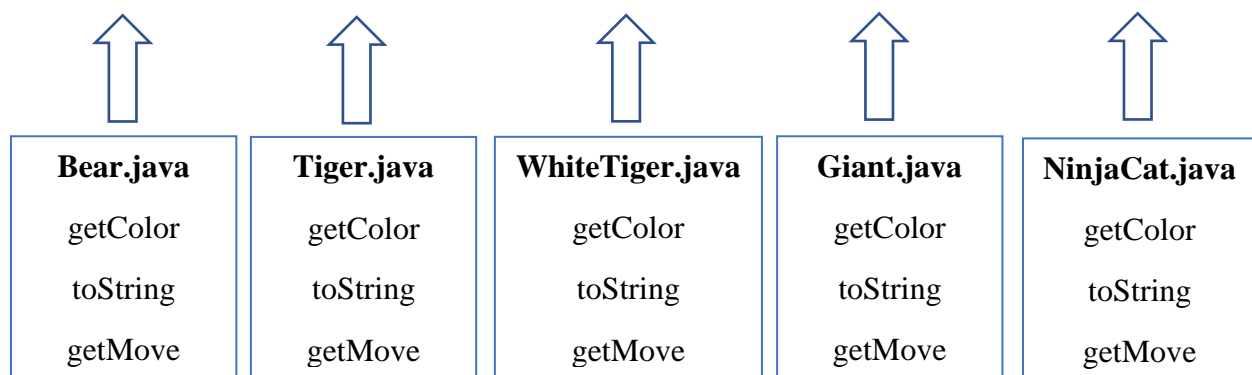 Bear.java
getColor
toString
getMove
Tiger.java
getColor
toString
getMove
WhiteTiger.java
getColor
toString
getMove
Giant.java
getColor
toString
getMove
NinjaCat.java
getColor
toString
getMove